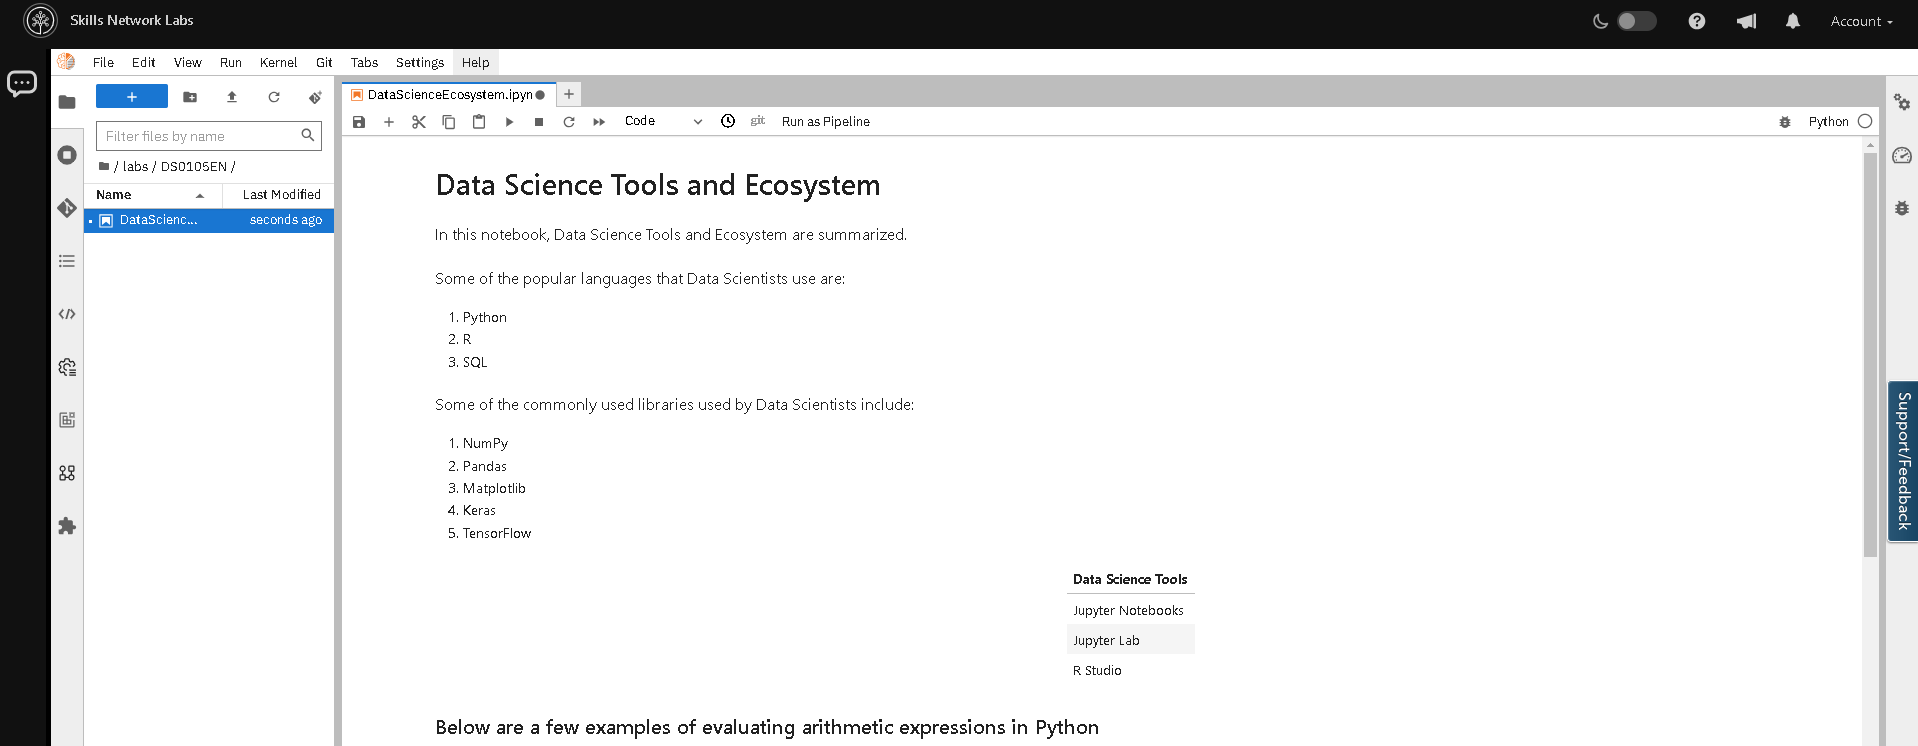 Skills Network Labs
Account
File Edit View Run Kernel Git Tabs Settings Help
DataScienceEcosystem.ipyn
Filter files by name
Code
git
Run as Pipeline
Python
/ labs / DS0105EN /
Name Last Modified
DataScienc... seconds ago
Data Science Tools and Ecosystem
In this notebook, Data Science Tools and Ecosystem are summarized.
Some of the popular languages that Data Scientists use are:
1. Python
2. R
3. SQL
Some of the commonly used libraries used by Data Scientists include:
1. NumPy
2. Pandas
3. Matplotlib
4. Keras
5. TensorFlow
Data Science Tools
Jupyter Notebooks
Jupyter Lab
R Studio
Below are a few examples of evaluating arithmetic expressions in Python
Support/Feedback